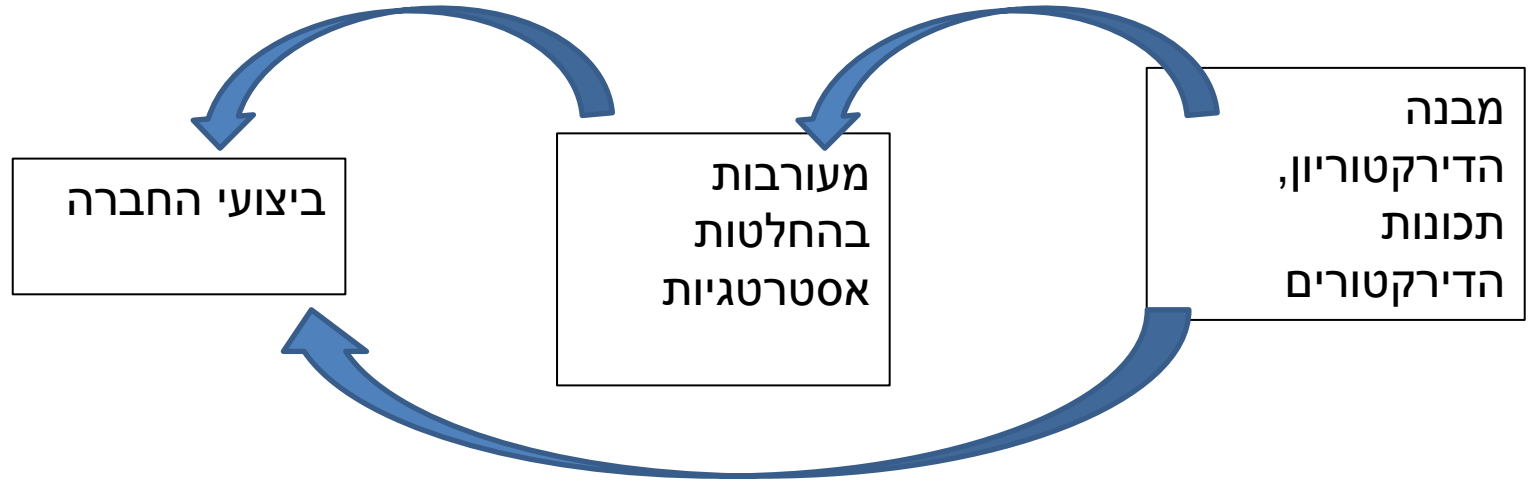 מבנה
הדירקטוריון,
תכונות
הדירקטורים
מעורבות
בהחלטות
אסטרטגיות
ביצועי החברה